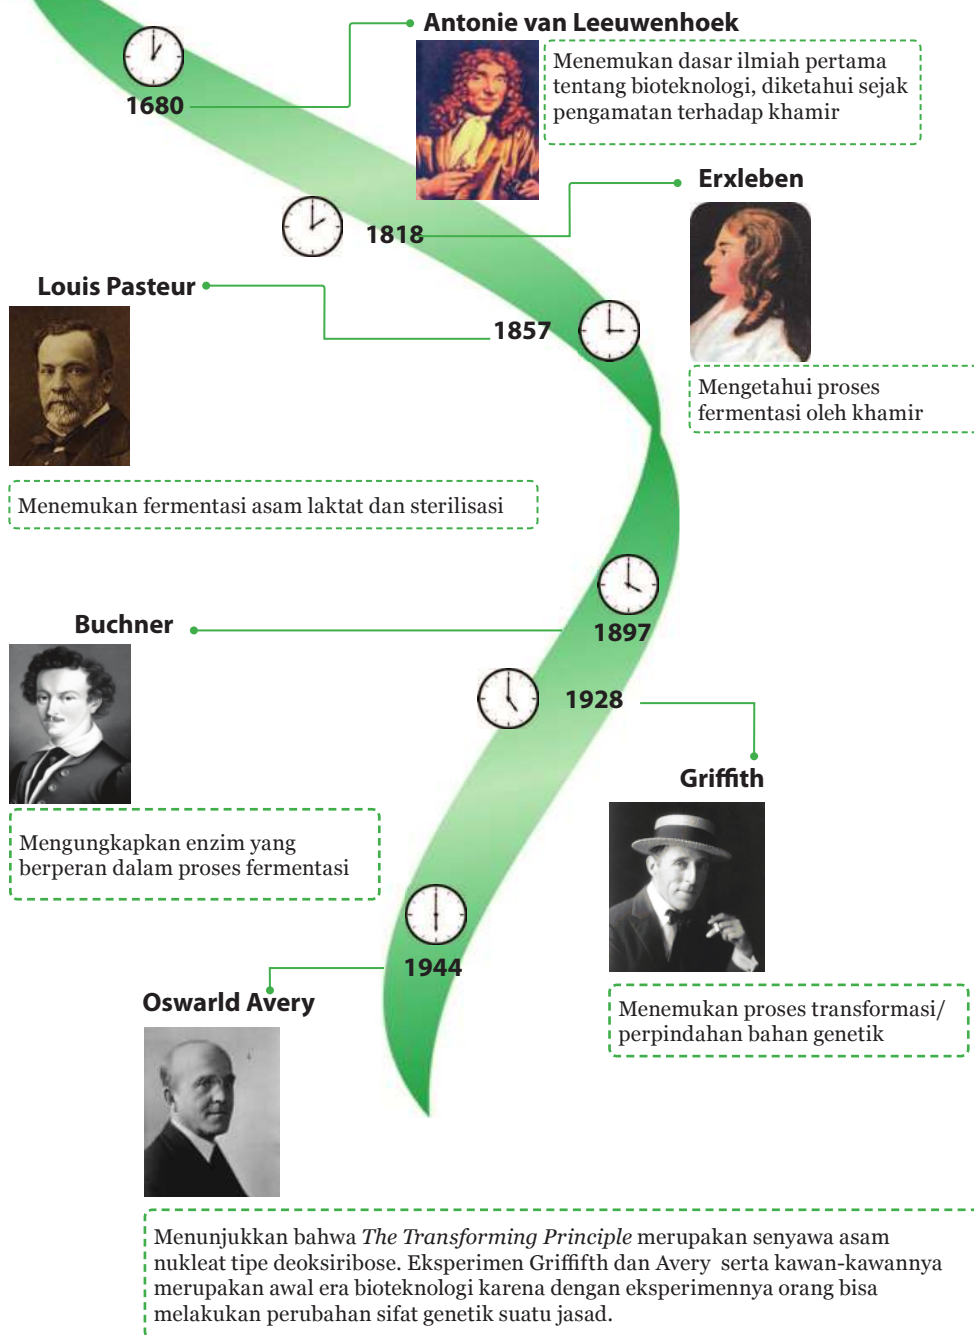 Antonie van Leeuwenhoek
Menemukan dasar ilmiah pertama
tentang bioteknologi, diketahui sejak
pengamatan terhadap khamir
1680
Erxleben
1818
Mengetahui proses
fermentasi oleh khamir
Louis Pasteur
1857
Menemukan fermentasi asam laktat dan sterilisasi
Buchner
1897
Mengungkapkan enzim yang
berperan dalam proses fermentasi
1928
Griffith
Menemukan proses transformasi/
perpindahan bahan genetik
1944
Oswarld Avery
Menunjukkan bahwa The Transforming Principle merupakan senyawa asam
nukleat tipe deoksiribose. Eksperimen Griffifth dan Avery serta kawan-kawannya
merupakan awal era bioteknologi karena dengan eksperimennya orang bisa
melakukan perubahan sifat genetik suatu jasad.